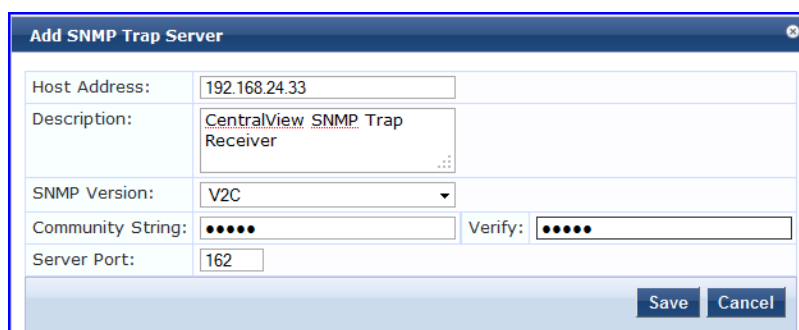 Add SNMP Trap Server
Host Address: 192.168.24.33
Description: CentralView SNMP Trap
Receiver
SNMP Version: V2C
Community String: ••••• Verify: •••••
Server Port: 162
Save Cancel